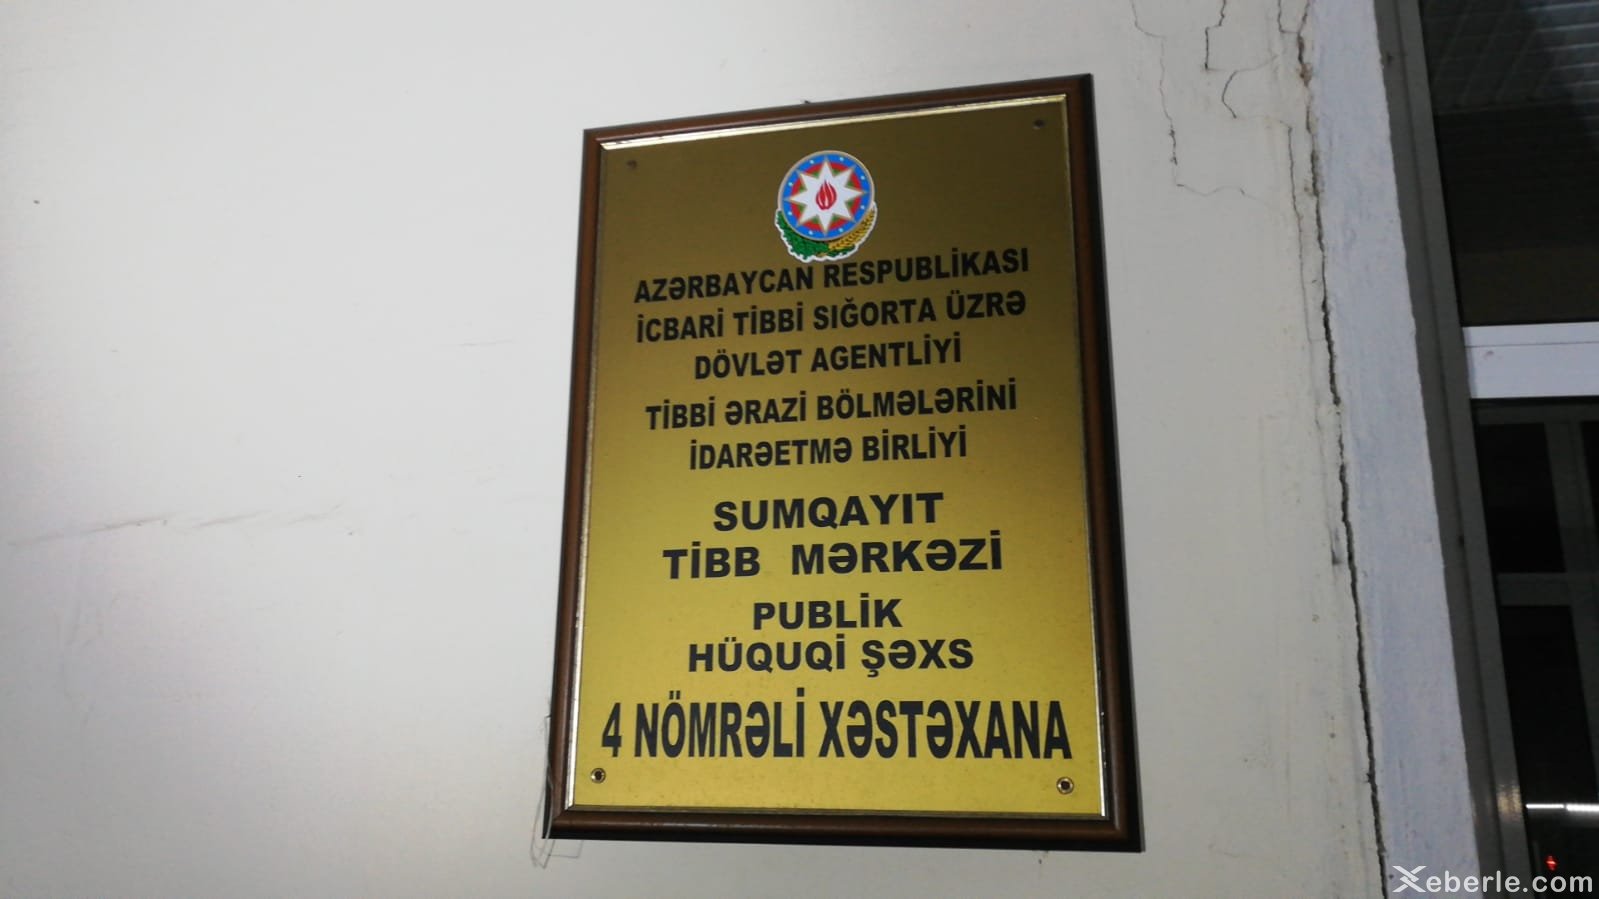 AZƏRBAYCAN RESPUBLİKASI
İCBARİ TİBBİ SIĞORTA ÜZRƏ
DÖVLƏT AGENTLİYİ
TİBBİ ƏRAZİ BÖLMƏLƏRİNİ
İDARƏETMƏ BİRLİYİ
SUMQAYIT
TİBB MƏRKƏZİ
PUBLİK
HÜQUQİ ŞƏXS
4 NÖMRƏLİ XƏSTƏXANA
Xeberle.com